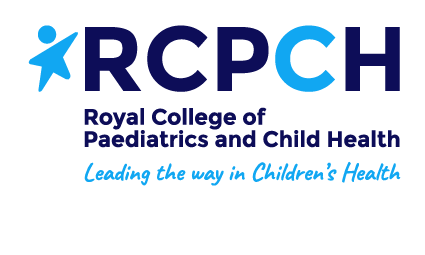 RCPCH
Royal College of
Paediatrics and Child Health
Leading the way in Children's Health